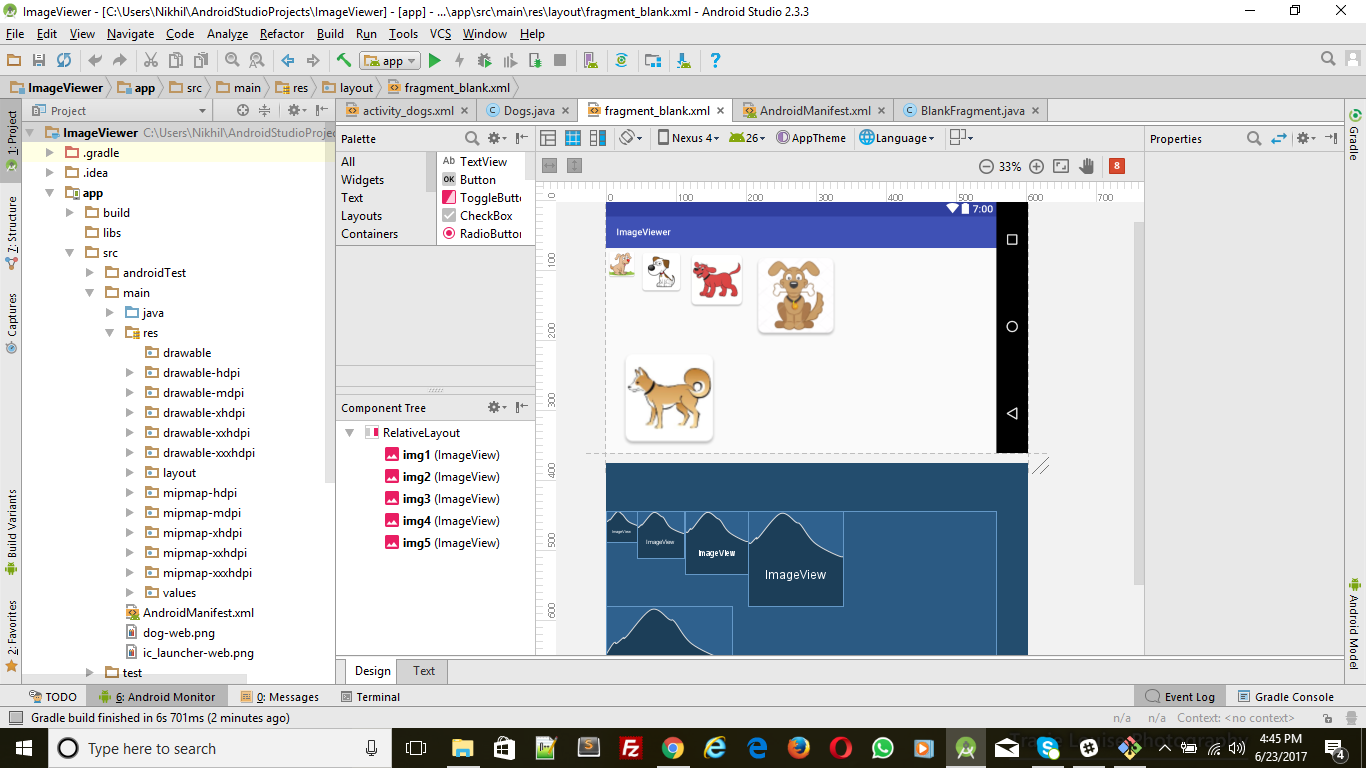 ImageViewer - [C:\Users\Nikhil\AndroidStudioProjects\ImageViewer] - [app] - ...\app\src\main\res\layout\fragment_blank.xml - Android Studio 2.3.3
File Edit View Navigate Code Analyze Refactor Build Run Tools VCS Window Help
app
ImageViewer app src main res layout fragment_blank.xml
Project
activity_dogs.xml Dogs.java fragment_blank.xml AndroidManifest.xml BlankFragment.java
1: Project
7: Structure
Captures
Build Variants
2: Favorites
ImageViewer C:\Users\Nikhil\AndroidStudioProje
.gradle
.idea
app
build
libs
src
androidTest
main
java
res
drawable
drawable-hdpi
drawable-mdpi
drawable-xhdpi
drawable-xxhdpi
drawable-xxxhdpi
layout
mipmap-hdpi
mipmap-mdpi
mipmap-xhdpi
mipmap-xxhdpi
mipmap-xxxhdpi
values
AndroidManifest.xml
dog-web.png
ic_launcher-web.png
test
Palette
All
Widgets
Text
Layouts
Containers
Ab TextView
OK Button
ToggleButto
CheckBox
RadioButto
Component Tree
RelativeLayout
img1 (ImageView)
img2 (ImageView)
img3 (ImageView)
img4 (ImageView)
img5 (ImageView)
Design Text
Nexus 4 26 AppTheme Language
33% 8
0 100 200 300 400 500 600 700
0
100
200
300
400
500
600
7:00
ImageViewer
ImageView
ImageView
ImageView
ImageView
Properties
Gradle
Android Model
TODO 6: Android Monitor 0: Messages Terminal Event Log Gradle Console
Gradle build finished in 6s 701ms (2 minutes ago) n/a n/a Context: <no context>
Type here to search
4:45 PM
6/23/2017
4